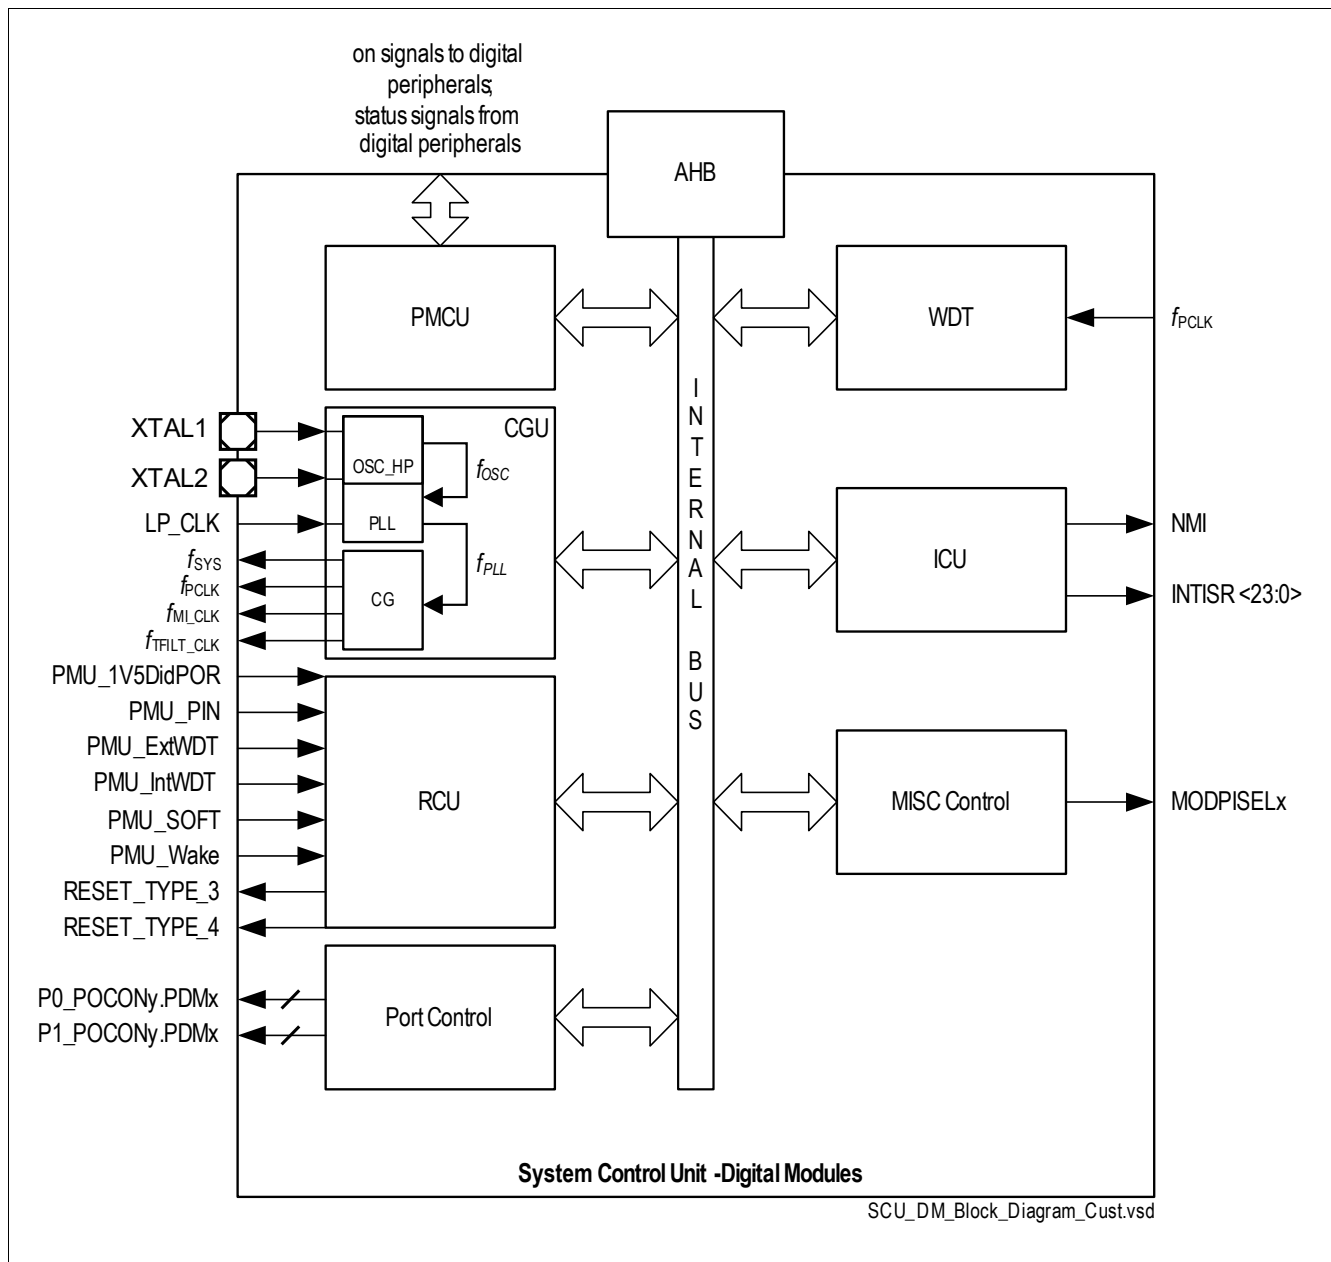 on signals to digital
peripherals;
status signals from
digital peripherals
AHB
PMCU
WDT
fPCLK
INTERNAL BUS
XTAL1
XTAL2
LP_CLK
fSYS
fPCLK
fMI_CLK
fTFILT_CLK
CGU
OSC_HP
fOSC
PLL
fPLL
CG
ICU
NMI
INTISR <23:0>
PMU_1V5DidPOR
PMU_PIN
PMU_ExtWDT
PMU_IntWDT
PMU_SOFT
PMU_Wake
RESET_TYPE_3
RESET_TYPE_4
RCU
MISC Control
MODPISELx
P0_POCONy.PDMx
P1_POCONy.PDMx
Port Control
System Control Unit -Digital Modules
SCU_DM_Block_Diagram_Cust.vsd